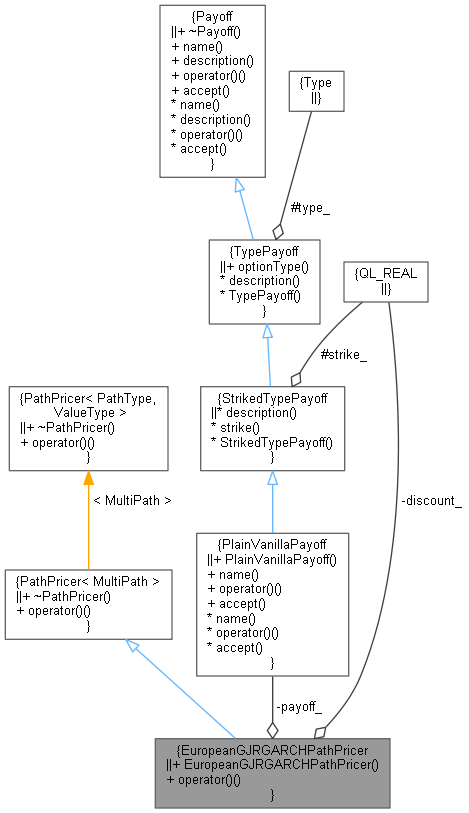 {Payoff
||+ ~Payoff()
+ name()
+ description()
+ operator()()
+ accept()
* name()
* description()
* operator()()
* accept()
}
{Type
||}
#type_
{TypePayoff
||+ optionType()
* description()
* TypePayoff()
}
{QL_REAL
||}
#strike_
{PathPricer< PathType,
ValueType >
||+ ~PathPricer()
+ operator()()
}
{StrikedTypePayoff
||* description()
* strike()
* StrikedTypePayoff()
}
< MultiPath >
-discount_
{PlainVanillaPayoff
||+ PlainVanillaPayoff()
+ name()
+ operator()()
+ accept()
* name()
* operator()()
* accept()
}
{PathPricer< MultiPath >
||+ ~PathPricer()
+ operator()()
}
-payoff_
{EuropeanGJRGARCHPathPricer
||+ EuropeanGJRGARCHPathPricer()
+ operator()()
}